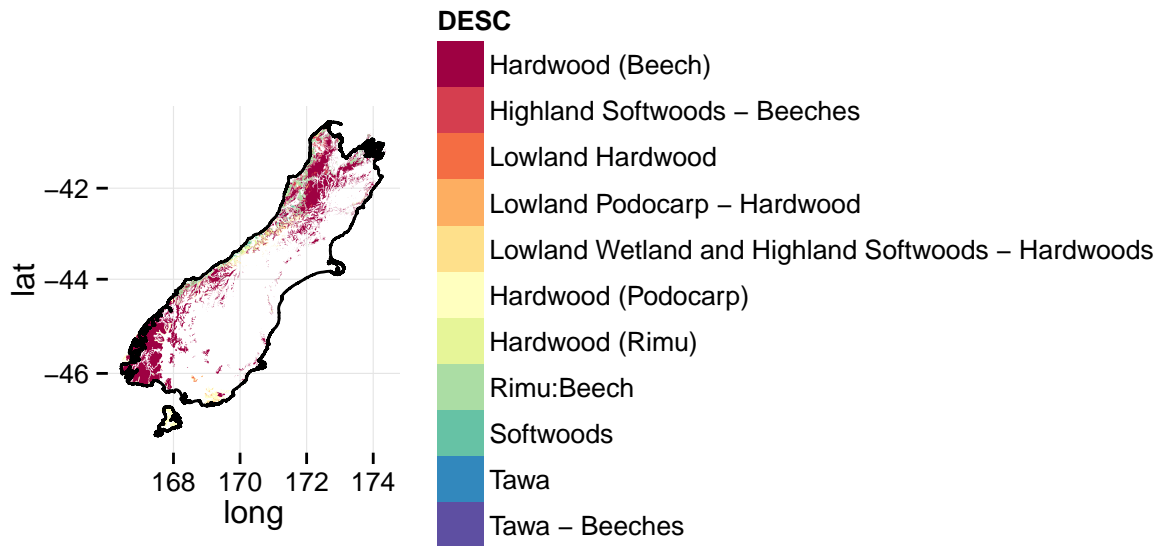 DESC
Hardwood (Beech)
Highland Softwoods − Beeches
Lowland Hardwood
Lowland Podocarp − Hardwood
Lowland Wetland and Highland Softwoods − Hardwoods
Hardwood (Podocarp)
Hardwood (Rimu)
Rimu:Beech
Softwoods
Tawa
Tawa − Beeches
lat
−42
−44
−46
168 170 172 174
long